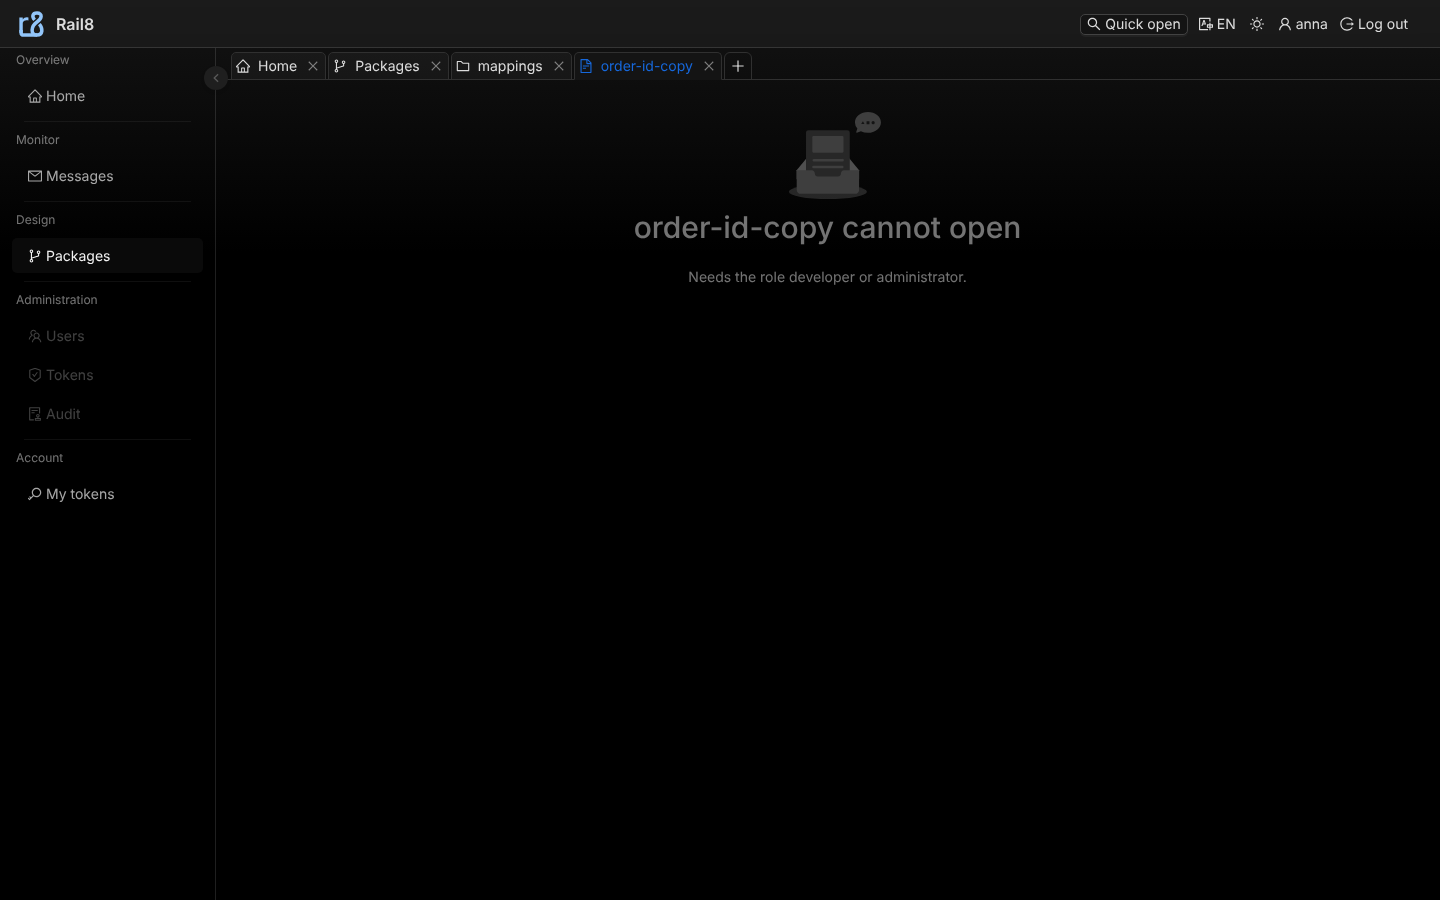 Rail8
Quick open
EN
anna
Log out
Overview
Home
Monitor
Messages
Design
Packages
Administration
Users
Tokens
Audit
Account
My tokens
Home
Packages
mappings
order-id-copy
order-id-copy cannot open
Needs the role developer or administrator.